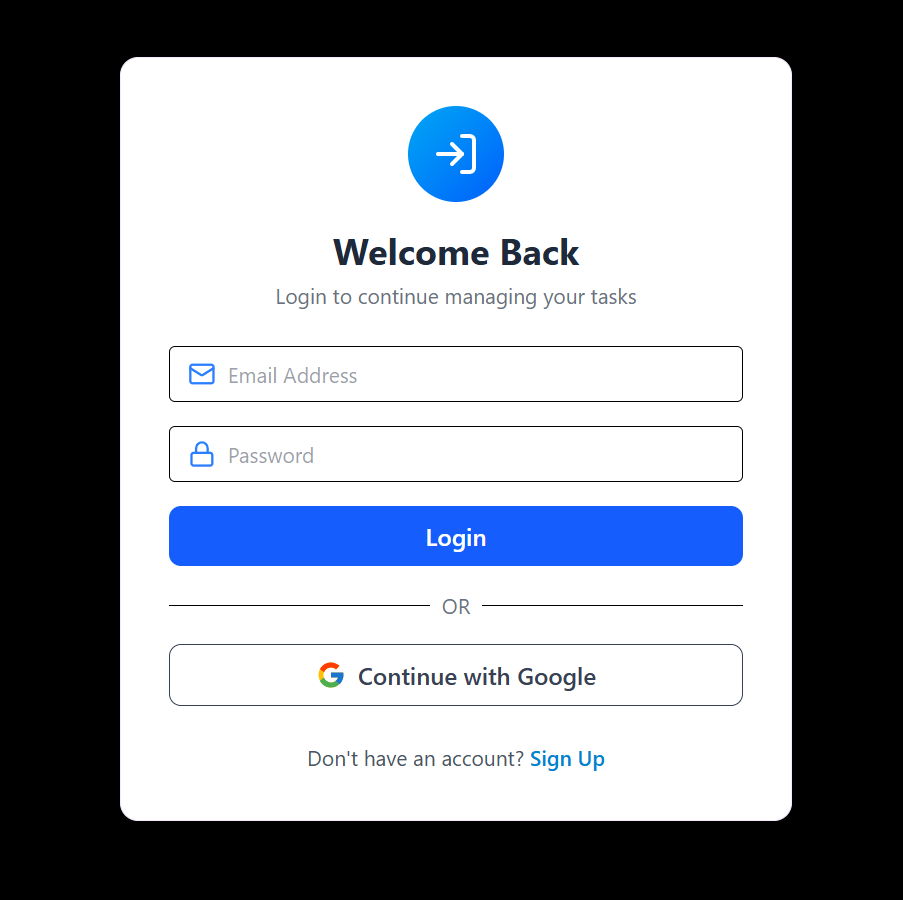 Welcome Back
Login to continue managing your tasks
Email Address
Password
Login
OR
Continue with Google
Don't have an account? Sign Up